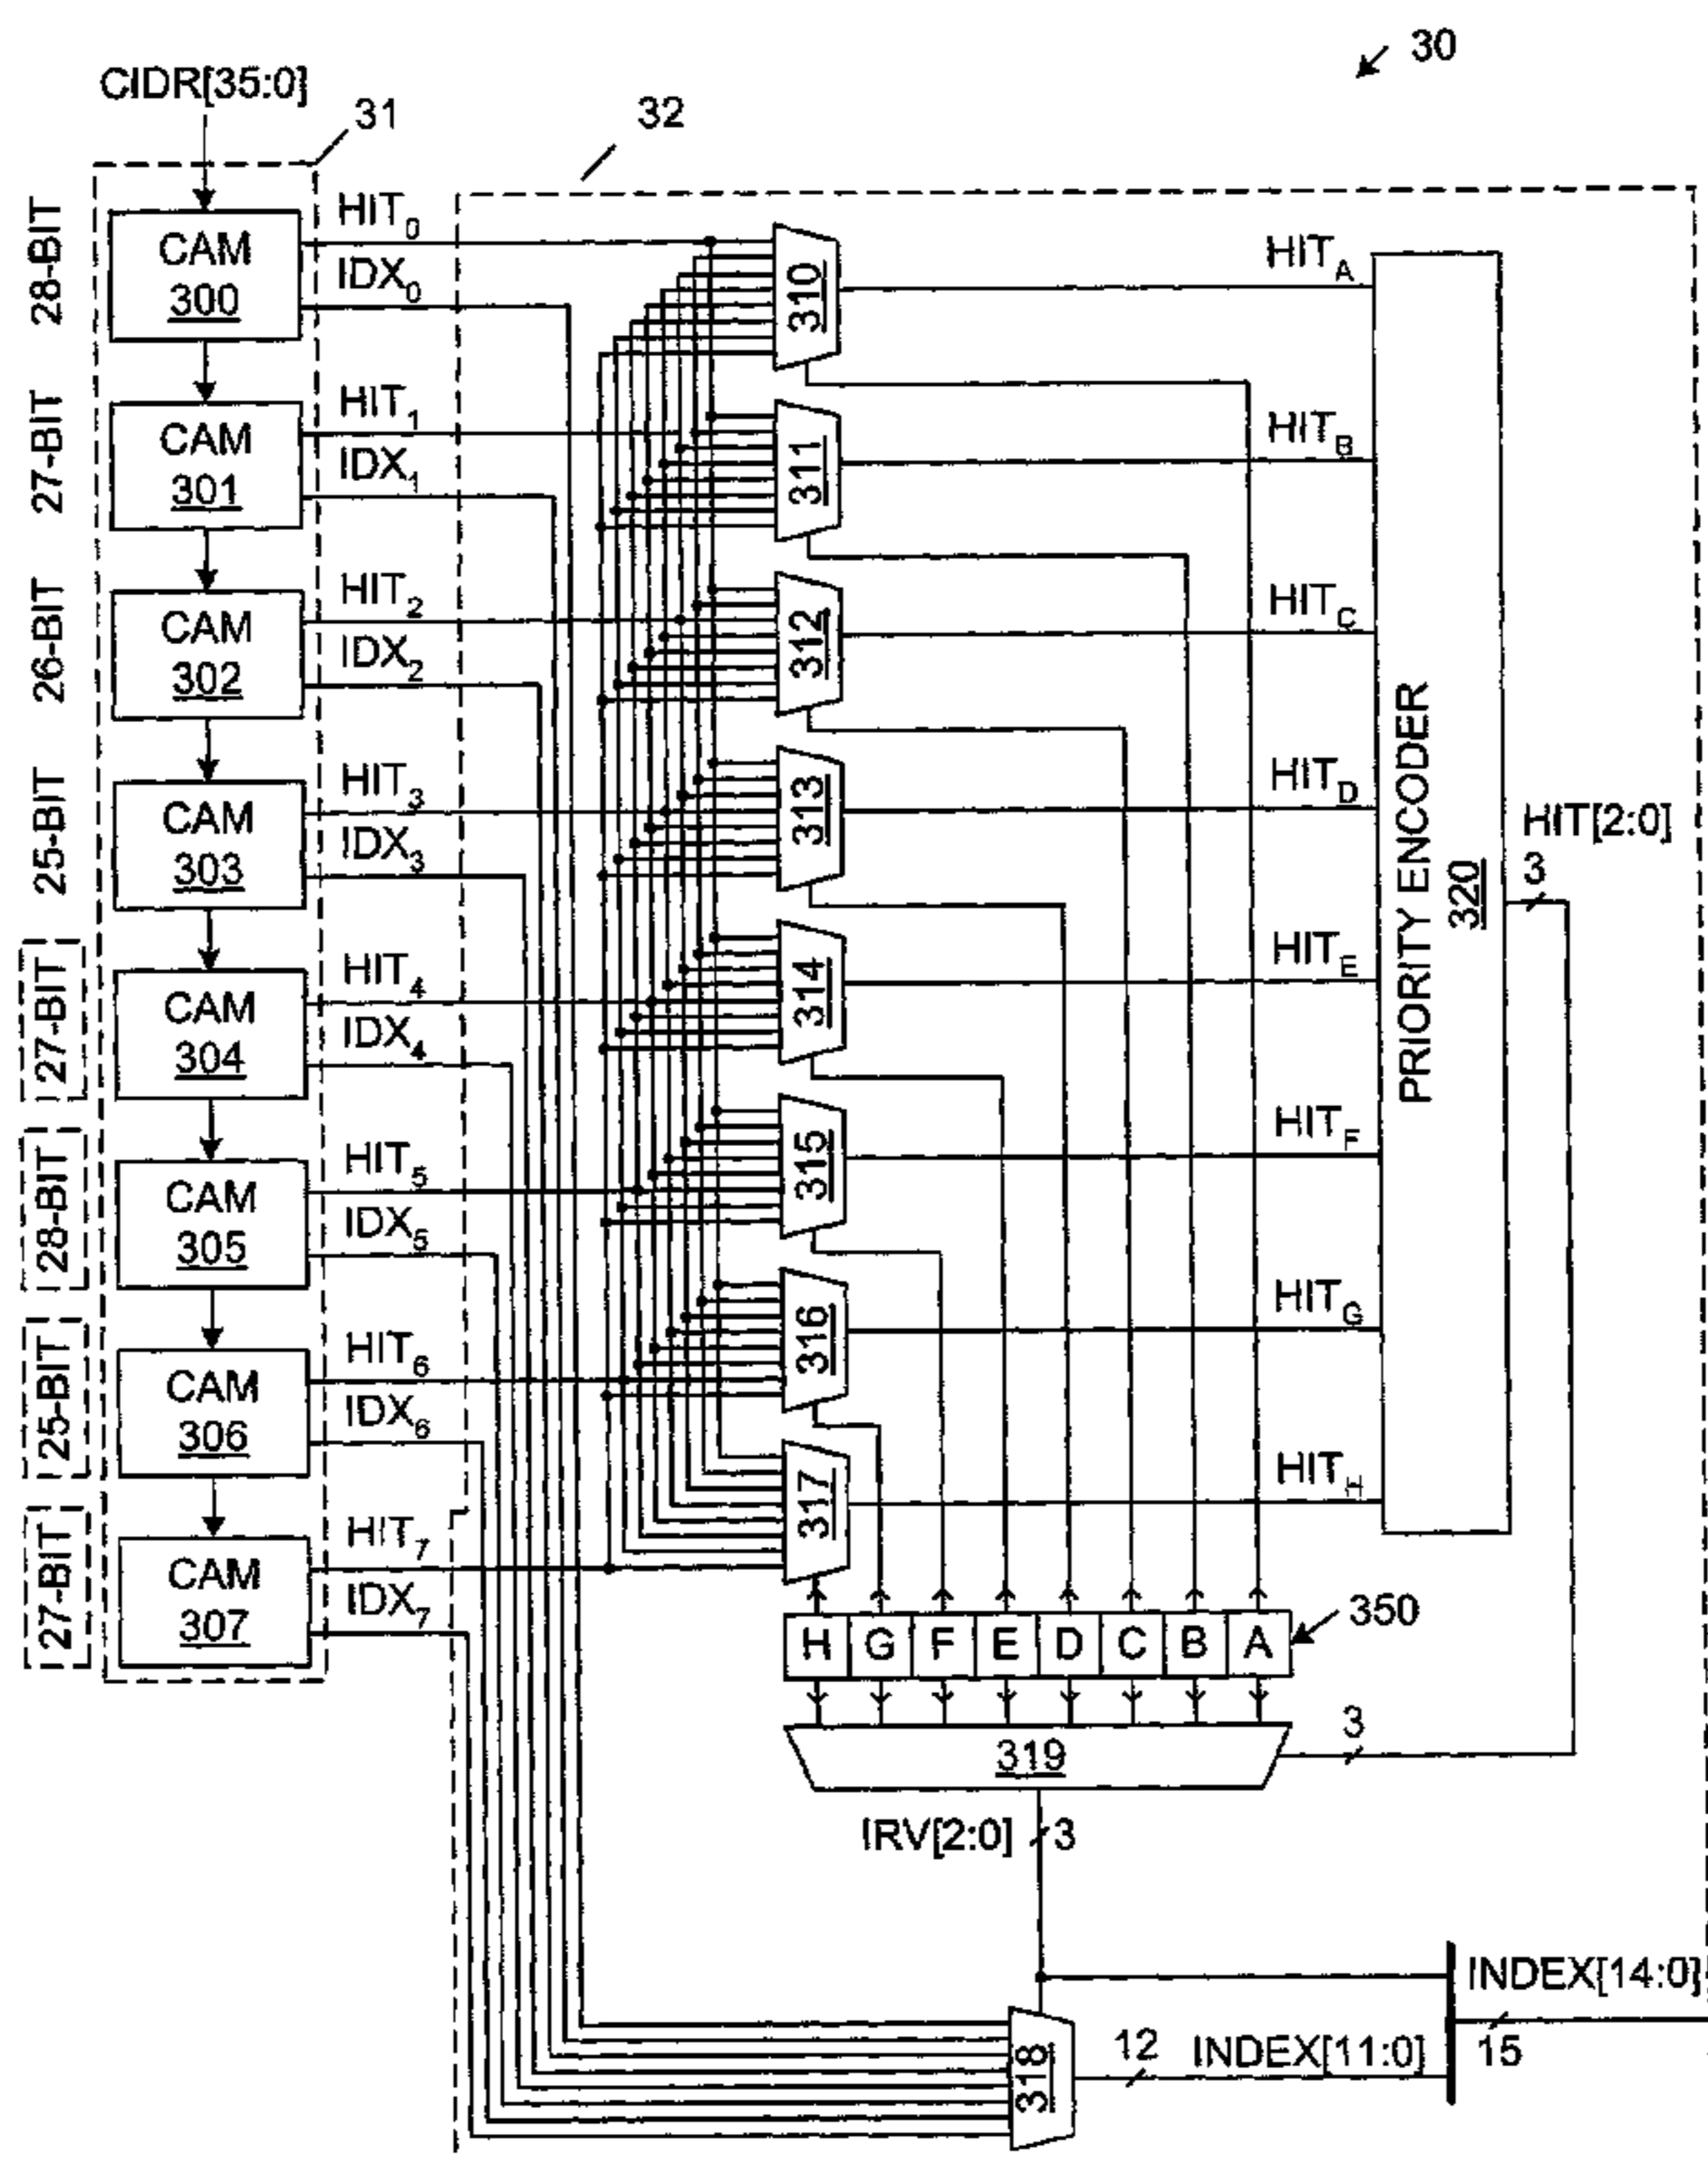 30
CIDR[35:0]
31
32
28-BIT
CAM
300
HIT0
IDX0
310
HITA
27-BIT
CAM
301
HIT1
IDX1
311
HITB
26-BIT
CAM
302
HIT2
IDX2
312
HITC
25-BIT
CAM
303
HIT3
IDX3
313
HITD
PRIORITY ENCODER
320
HIT[2:0]
3
27-BIT
CAM
304
HIT4
IDX4
314
HITE
28-BIT
CAM
305
HIT5
IDX5
315
HITF
25-BIT
CAM
306
HIT6
IDX6
316
HITG
27-BIT
CAM
307
HIT7
IDX7
317
HITH
H G F E D C B A
350
319
3
IRV[2:0] 3
318
12 INDEX[11:0]
INDEX[14:0]
15